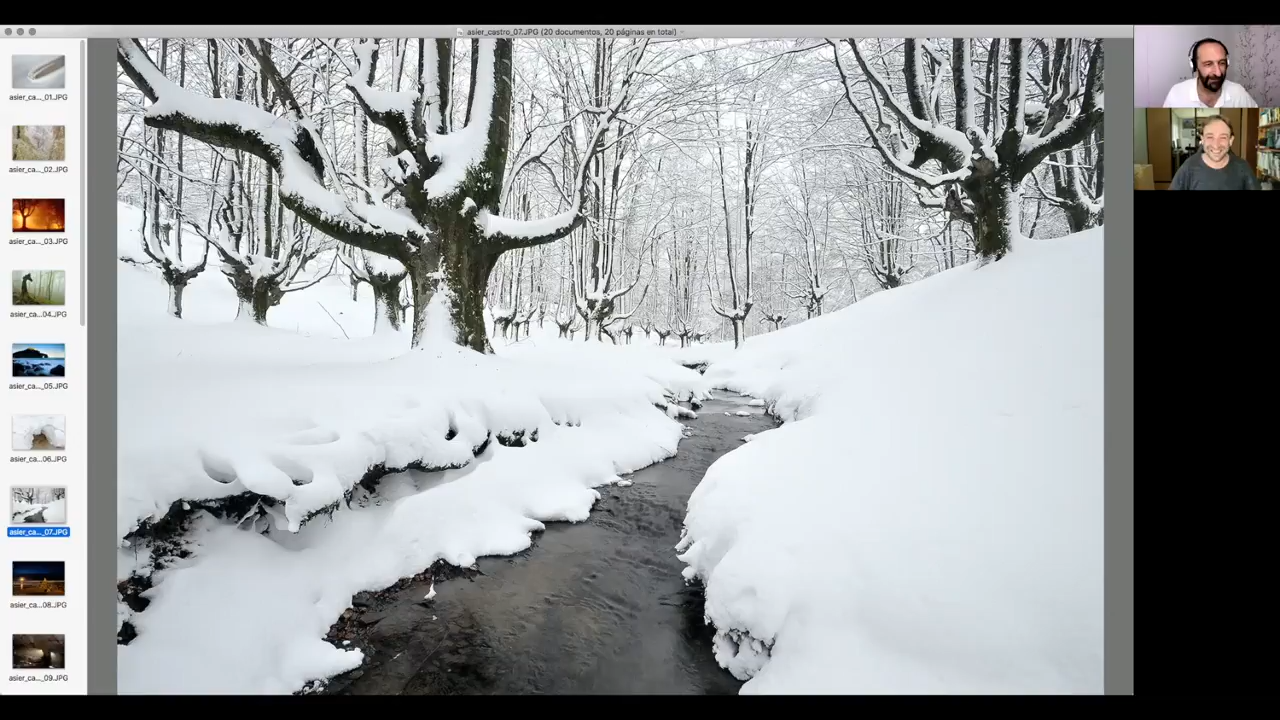 asier_castro_07.JPG (20 documentos, 20 páginas en total)
asier_ca..._01.JPG
asier_ca..._02.JPG
asier_ca..._03.JPG
asier_ca..._04.JPG
asier_ca..._05.JPG
asier_ca..._06.JPG
asier_ca..._07.JPG
asier_ca..._08.JPG
asier_ca..._09.JPG